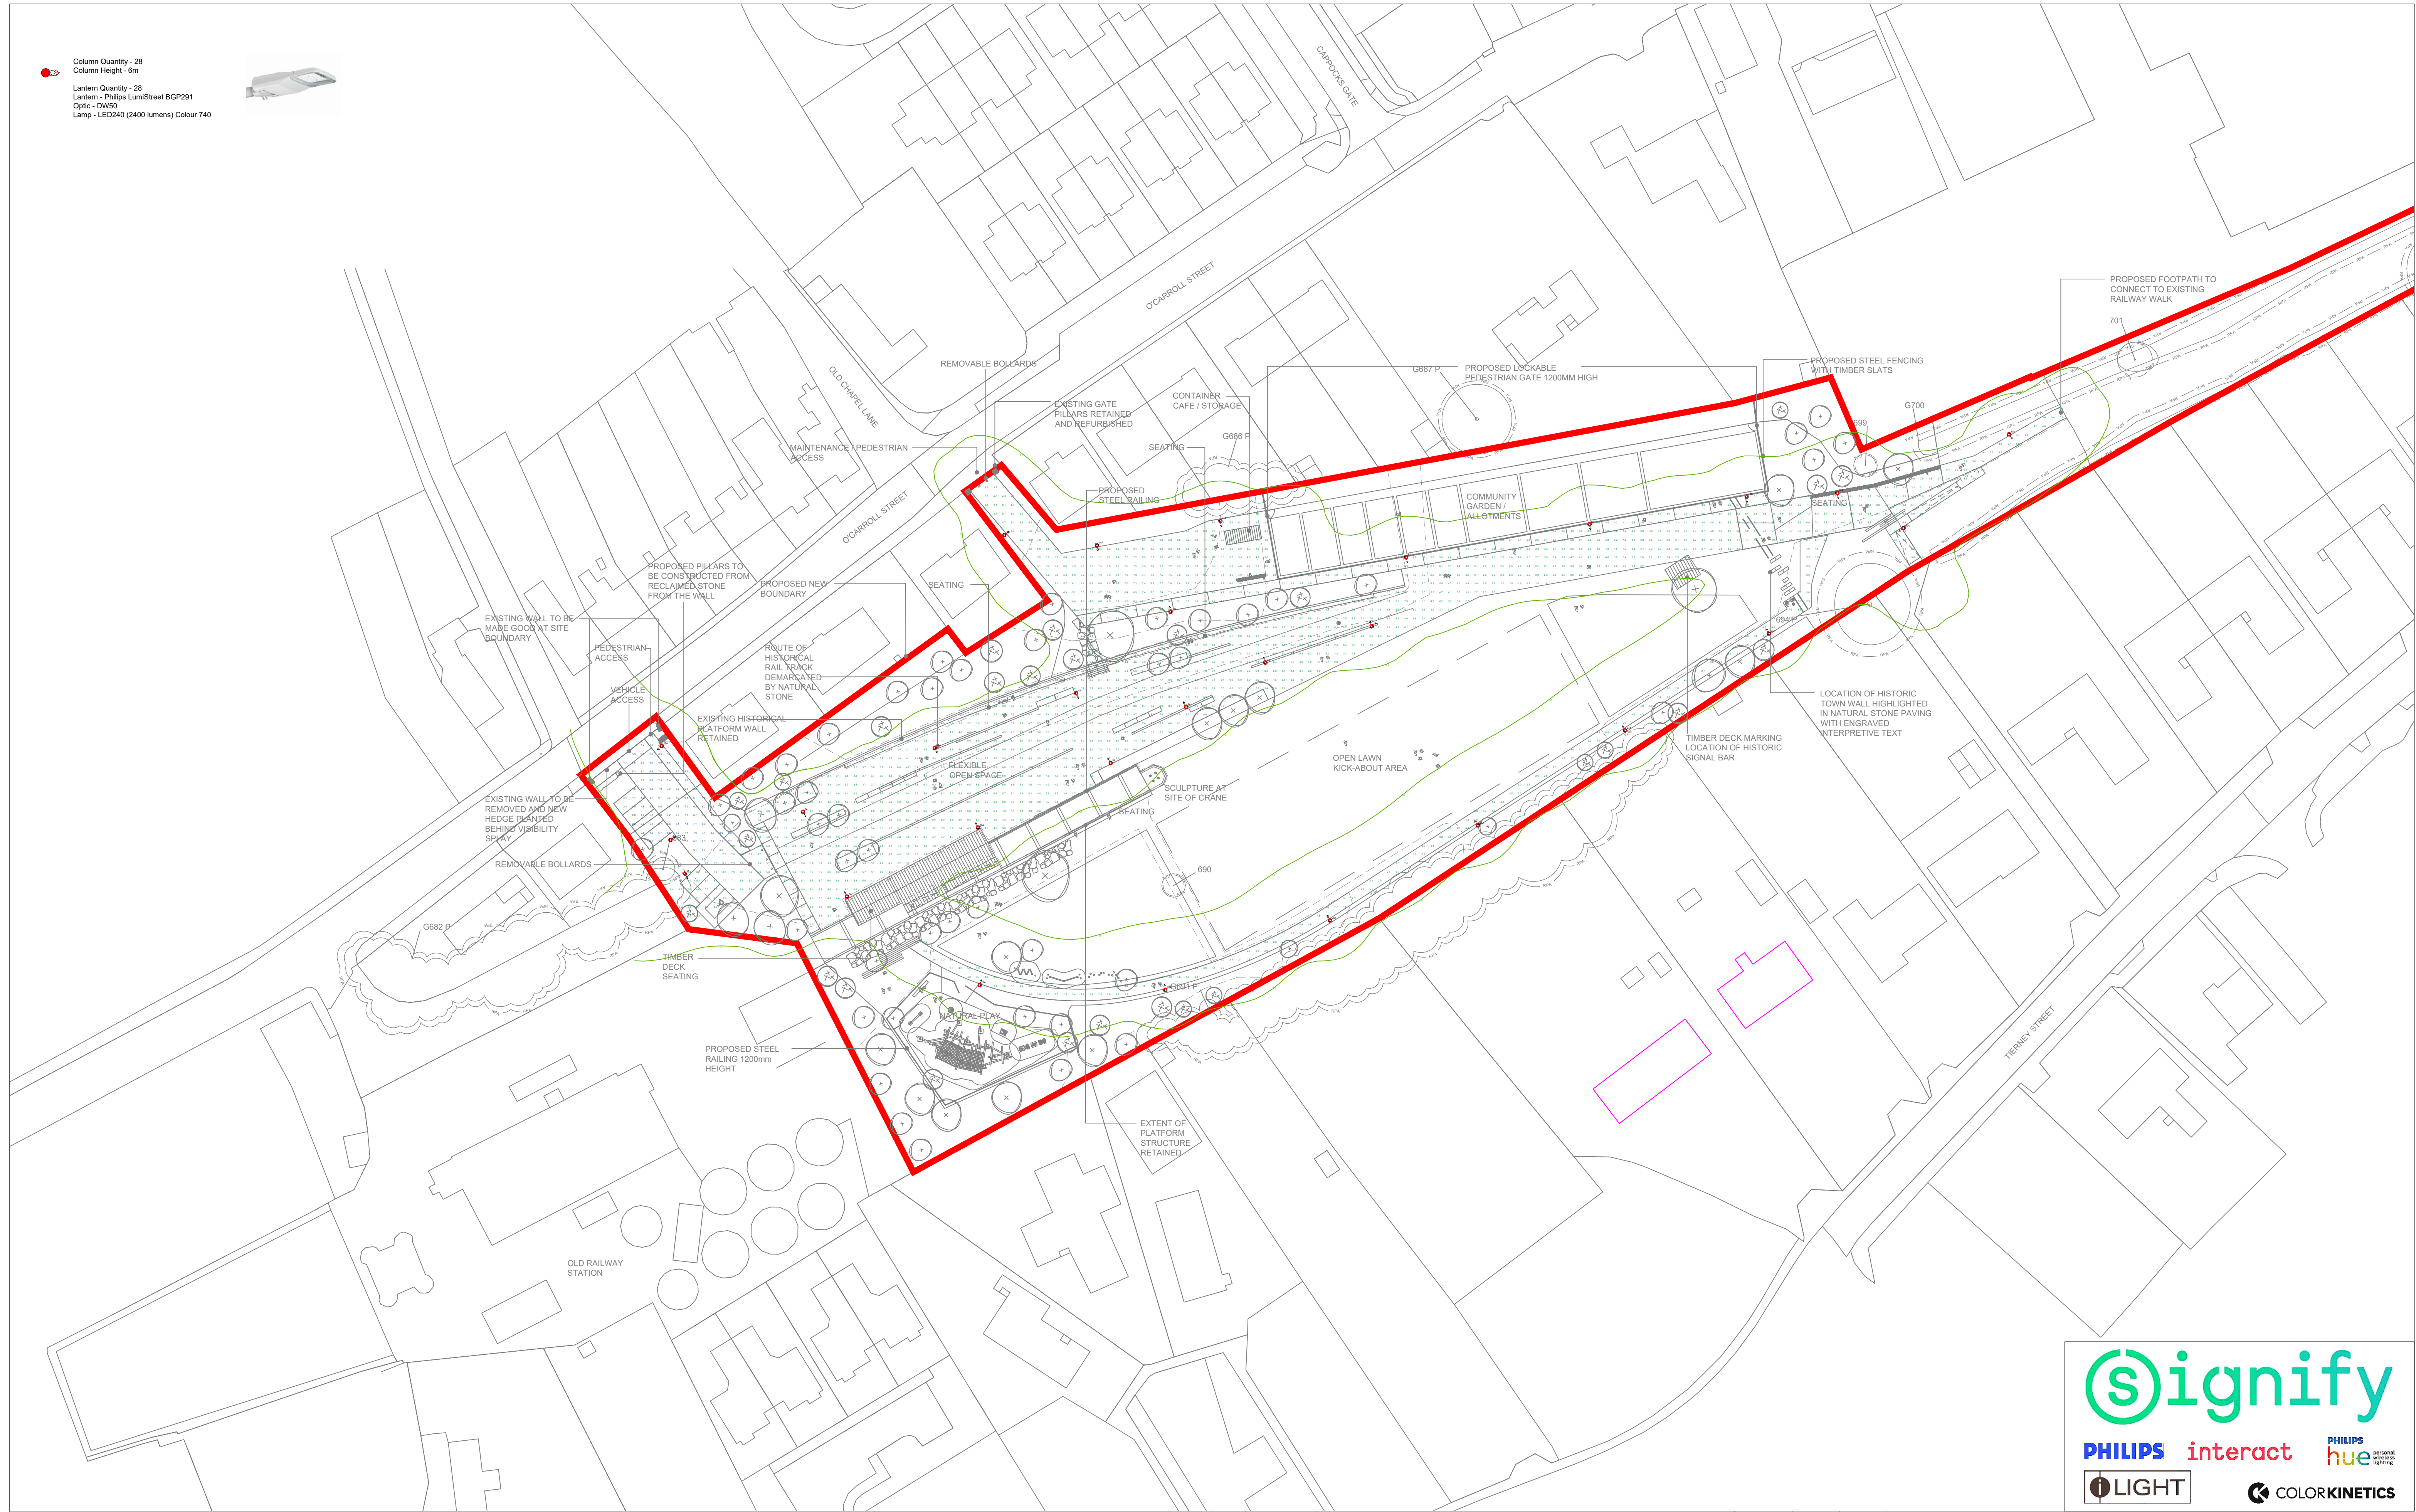 Column Quantity - 28
Column Height - 6m
Lantern Quantity - 28
Lantern - Philips LumiStreet BGP291
Optic - DW50
Lamp - LED240 (2400 lumens) Colour 740
CAPPOCKS GATE
O'CARROLL STREET
OLD CHAPEL LANE
O'CARROLL STREET
PROPOSED FOOTPATH TO
CONNECT TO EXISTING
RAILWAY WALK
701
REMOVABLE BOLLARDS
PROPOSED STEEL FENCING
WITH TIMBER SLATS
G687 P
PROPOSED LOCKABLE
PEDESTRIAN GATE 1200MM HIGH
CONTAINER
CAFE / STORAGE
EXISTING GATE
PILLARS RETAINED
AND REFURBISHED
G700
699
G686 P
SEATING
MAINTENANCE / PEDESTRIAN
ACCESS
PROPOSED
STEEL RAILING
COMMUNITY
GARDEN /
ALLOTMENTS
SEATING
PROPOSED PILLARS TO
BE CONSTRUCTED FROM
RECLAIMED STONE
FROM THE WALL
PROPOSED NEW
BOUNDARY
SEATING
EXISTING WALL TO BE
MADE GOOD AT SITE
BOUNDARY
694 P
PEDESTRIAN
ACCESS
ROUTE OF
HISTORICAL
RAIL TRACK
DEMARCATED
BY NATURAL
STONE
VEHICLE
ACCESS
LOCATION OF HISTORIC
TOWN WALL HIGHLIGHTED
IN NATURAL STONE PAVING
WITH ENGRAVED
INTERPRETIVE TEXT
EXISTING HISTORICAL
PLATFORM WALL
RETAINED
TIMBER DECK MARKING
LOCATION OF HISTORIC
SIGNAL BAR
OPEN LAWN
KICK-ABOUT AREA
FLEXIBLE
OPEN SPACE
SCULPTURE AT
SITE OF CRANE
EXISTING WALL TO BE
REMOVED AND NEW
HEDGE PLANTED
BEHIND VISIBILITY
SPLAY
SEATING
REMOVABLE BOLLARDS
690
G682 P
TIMBER
DECK
SEATING
G691 P
NATURAL PLAY
PROPOSED STEEL
RAILING 1200mm
HEIGHT
TIERNEY STREET
EXTENT OF
PLATFORM
STRUCTURE
RETAINED
OLD RAILWAY
STATION
signify
PHILIPS
interact
PHILIPS
hue personal
wireless
lighting
iLIGHT
COLORKINETICS